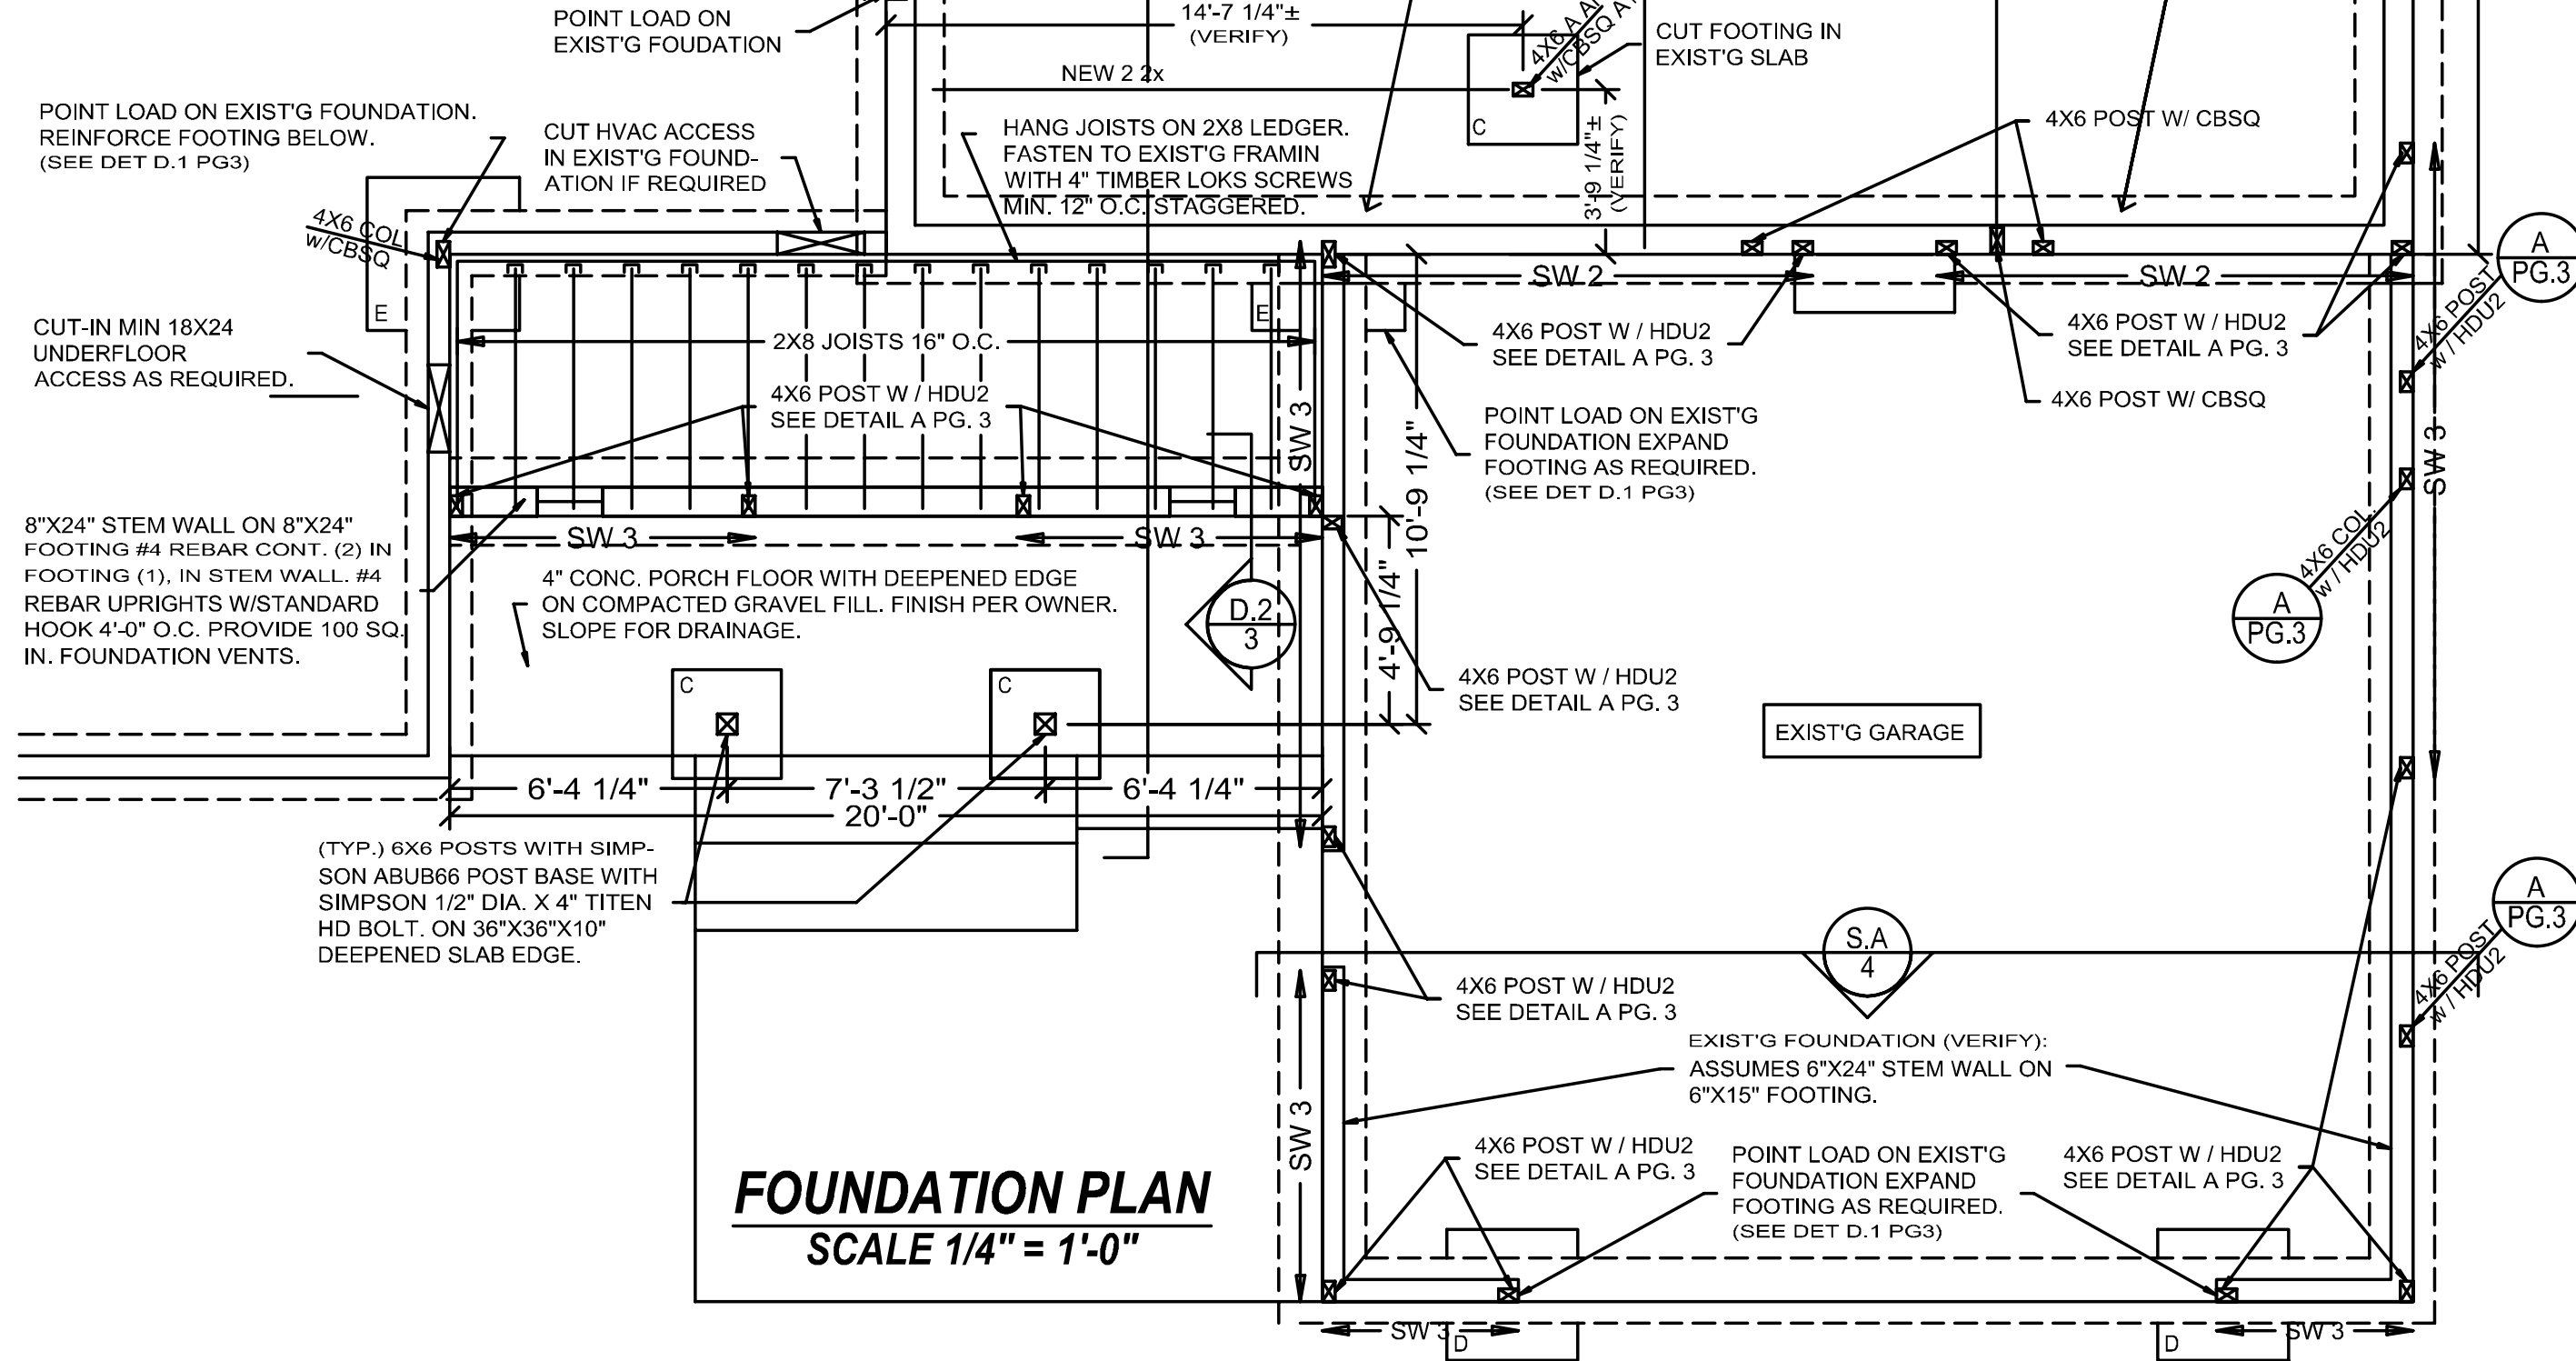 POINT LOAD ON
EXIST'G FOUDATION
14'-7 1/4"±
(VERIFY)
4X6 A
w/CBSQ A
CUT FOOTING IN
EXIST'G SLAB
NEW 2 2x
C
3'-9 1/4"±
(VERIFY)
POINT LOAD ON EXIST'G FOUNDATION.
REINFORCE FOOTING BELOW.
(SEE DET D.1 PG3)
CUT HVAC ACCESS
IN EXIST'G FOUND-
ATION IF REQUIRED
HANG JOISTS ON 2X8 LEDGER.
FASTEN TO EXIST'G FRAMIN
WITH 4" TIMBER LOKS SCREWS
MIN. 12" O.C. STAGGERED.
4X6 POST W/ CBSQ
4X6 COL
w/CBSQ
E
E
SW 2
SW 2
A
PG.3
4X6 POST
w / HDU2
CUT-IN MIN 18X24
UNDERFLOOR
ACCESS AS REQUIRED.
2X8 JOISTS 16" O.C.
4X6 POST W / HDU2
SEE DETAIL A PG. 3
4X6 POST W / HDU2
SEE DETAIL A PG. 3
4X6 POST W / HDU2
SEE DETAIL A PG. 3
4X6 POST W/ CBSQ
SW 3
10'-9 1/4"
POINT LOAD ON EXIST'G
FOUNDATION EXPAND
FOOTING AS REQUIRED.
(SEE DET D.1 PG3)
SW 3
4X6 COL.
w / HDU2
A
PG.3
8"X24" STEM WALL ON 8"X24"
FOOTING #4 REBAR CONT. (2) IN
FOOTING (1), IN STEM WALL. #4
REBAR UPRIGHTS W/STANDARD
HOOK 4'-0" O.C. PROVIDE 100 SQ.
IN. FOUNDATION VENTS.
SW 3
SW 3
4" CONC. PORCH FLOOR WITH DEEPENED EDGE
ON COMPACTED GRAVEL FILL. FINISH PER OWNER.
SLOPE FOR DRAINAGE.
D.2
3
4'-9 1/4"
4X6 POST W / HDU2
SEE DETAIL A PG. 3
C
C
EXIST'G GARAGE
6'-4 1/4"
7'-3 1/2"
6'-4 1/4"
20'-0"
(TYP.) 6X6 POSTS WITH SIMP-
SON ABUB66 POST BASE WITH
SIMPSON 1/2" DIA. X 4" TITEN
HD BOLT. ON 36"X36"X10"
DEEPENED SLAB EDGE.
A
PG.3
4X6 POST
w / HDU2
S.A
4
4X6 POST W / HDU2
SEE DETAIL A PG. 3
EXIST'G FOUNDATION (VERIFY):
ASSUMES 6"X24" STEM WALL ON
6"X15" FOOTING.
SW 3
4X6 POST W / HDU2
SEE DETAIL A PG. 3
POINT LOAD ON EXIST'G
FOUNDATION EXPAND
FOOTING AS REQUIRED.
(SEE DET D.1 PG3)
4X6 POST W / HDU2
SEE DETAIL A PG. 3
FOUNDATION PLAN
SCALE 1/4" = 1'-0"
SW 3
D
D
SW 3